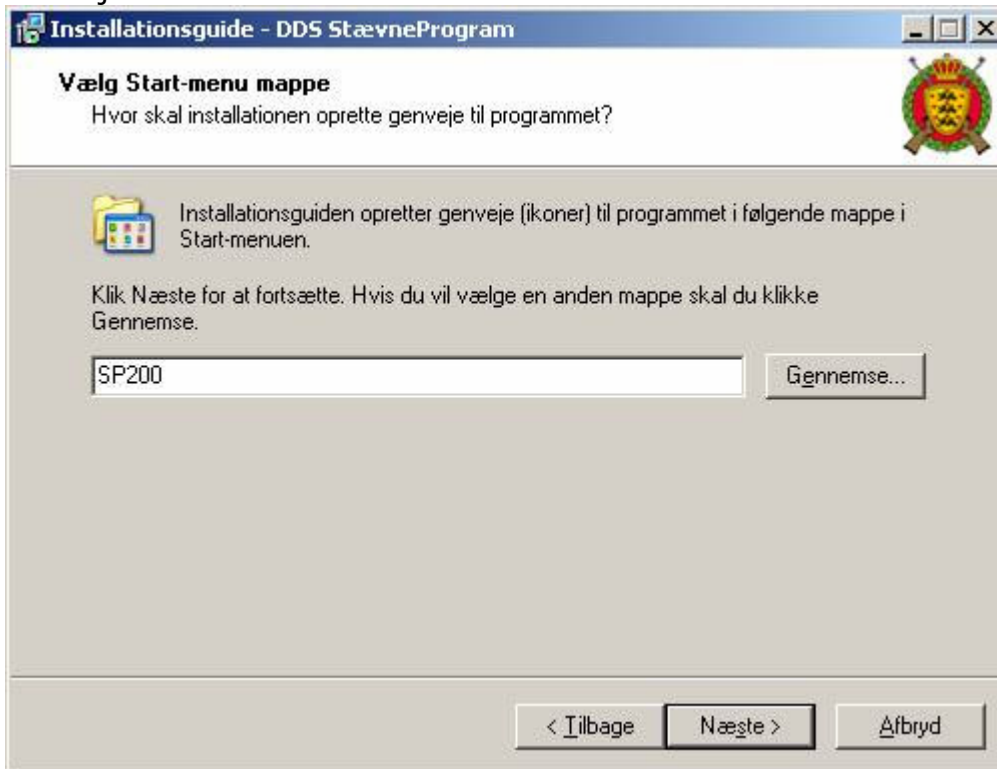 Installationsguide - DDS StævneProgram
Vælg Start-menu mappe
Hvor skal installationen oprette genveje til programmet?
Installationsguiden opretter genveje (ikoner) til programmet i følgende mappe i
Start-menuen.
Klik Næste for at fortsætte. Hvis du vil vælge en anden mappe skal du klikke
Gennemse.
SP200
Gennemse...
< Tilbage
Næste >
Afbryd